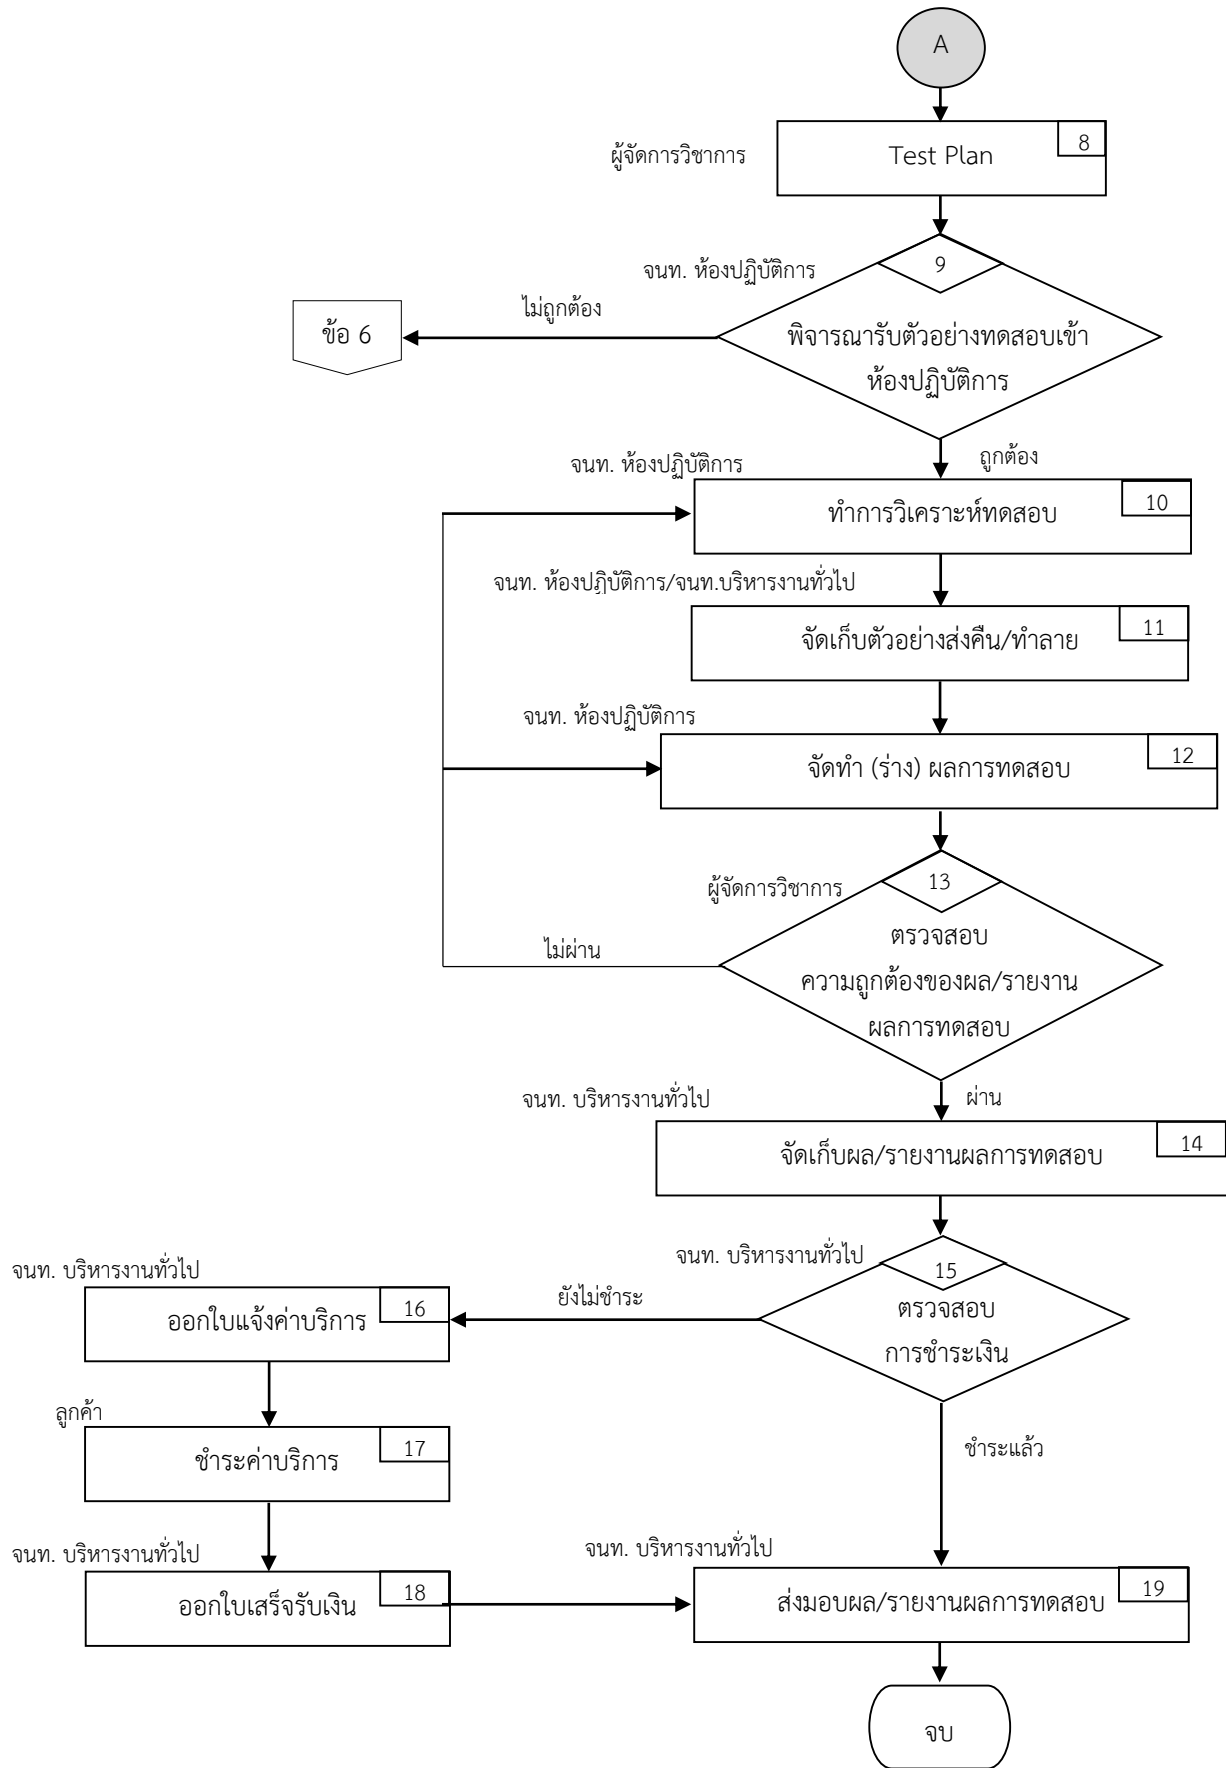 A
8
ผู้จัดการวิชาการ
Test Plan
9
จนท. ห้องปฏิบัติการ
ไม่ถูกต้อง
ข้อ 6
พิจารณารับตัวอย่างทดสอบเข้า
ห้องปฏิบัติการ
ถูกต้อง
จนท. ห้องปฏิบัติการ
10
ทำการวิเคราะห์ทดสอบ
จนท. ห้องปฏิบัติการ/จนท.บริหารงานทั่วไป
11
จัดเก็บตัวอย่างส่งคืน/ทำลาย
จนท. ห้องปฏิบัติการ
12
จัดทำ (ร่าง) ผลการทดสอบ
13
ผู้จัดการวิชาการ
ไม่ผ่าน
ตรวจสอบ
ความถูกต้องของผล/รายงาน
ผลการทดสอบ
จนท. บริหารงานทั่วไป
ผ่าน
14
จัดเก็บผล/รายงานผลการทดสอบ
จนท. บริหารงานทั่วไป
15
จนท. บริหารงานทั่วไป
ยังไม่ชำระ
16
ออกใบแจ้งค่าบริการ
ตรวจสอบ
การชำระเงิน
ลูกค้า
17
ชำระค่าบริการ
ชำระแล้ว
จนท. บริหารงานทั่วไป
18
ออกใบเสร็จรับเงิน
จนท. บริหารงานทั่วไป
19
ส่งมอบผล/รายงานผลการทดสอบ
จบ